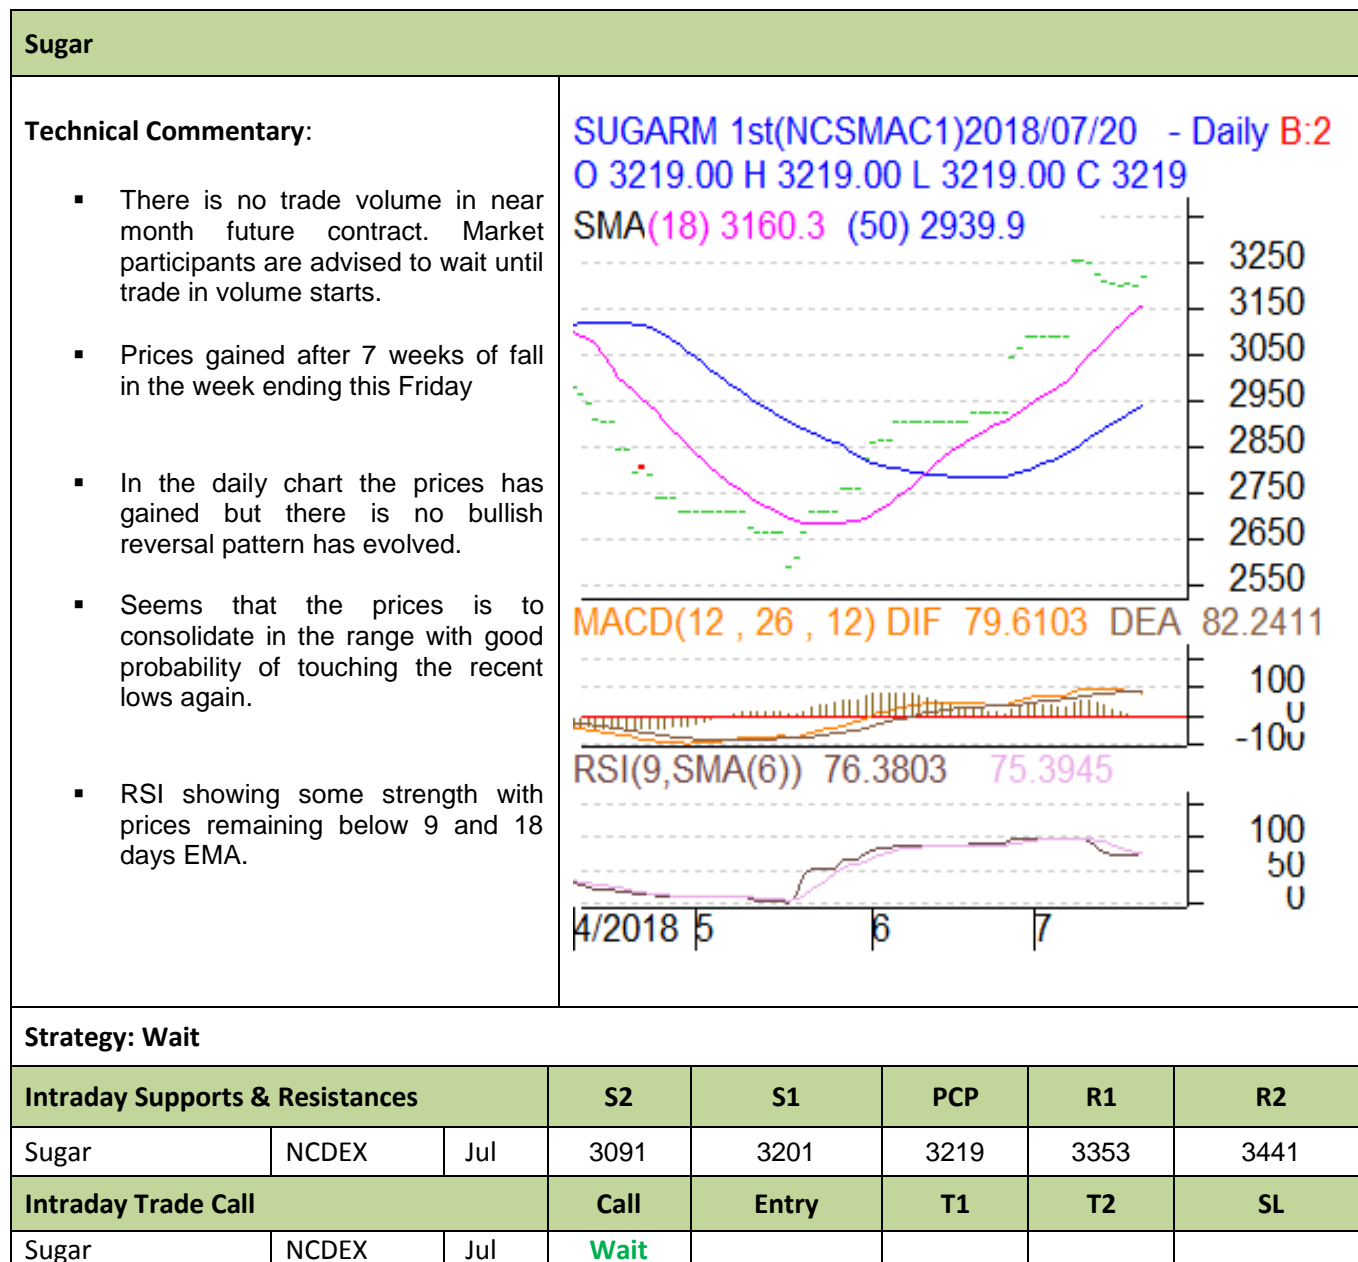 Sugar
Technical Commentary:
▪ There is no trade volume in near
month future contract. Market
participants are advised to wait until
trade in volume starts.
▪ Prices gained after 7 weeks of fall
in the week ending this Friday
▪ In the daily chart the prices has
gained but there is no bullish
reversal pattern has evolved.
▪ Seems that the prices is to
consolidate in the range with good
probability of touching the recent
lows again.
▪ RSI showing some strength with
prices remaining below 9 and 18
days EMA.
SUGARM 1st(NCSMAC1)2018/07/20 - Daily B:2
O 3219.00 H 3219.00 L 3219.00 C 3219
SMA(18) 3160.3 (50) 2939.9
3250
3150
3050
2950
2850
2750
2650
2550
MACD(12 , 26 , 12) DIF 79.6103 DEA 82.2411
100
0
-100
RSI(9,SMA(6)) 76.3803 75.3945
100
50
0
4/2018 5 6 7
Strategy: Wait
Intraday Supports & Resistances S2 S1 PCP R1 R2
Sugar NCDEX Jul 3091 3201 3219 3353 3441
Intraday Trade Call Call Entry T1 T2 SL
Sugar NCDEX Jul Wait